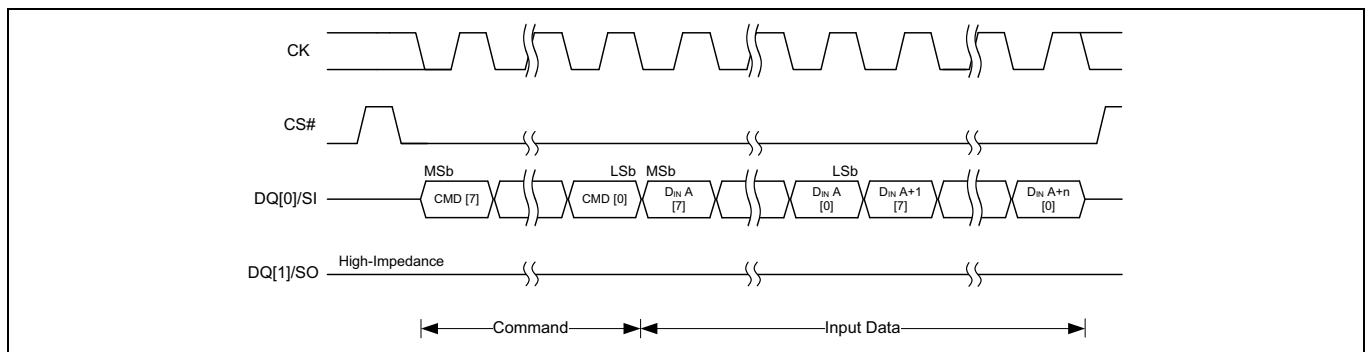 CK
CS#
MSb LSb MSb LSb
DQ[0]/SI CMD [7] CMD [0] DIN A [7] DIN A [0] DIN A+1 [7] DIN A+n [0]
High-Impedance
DQ[1]/SO
Command Input Data